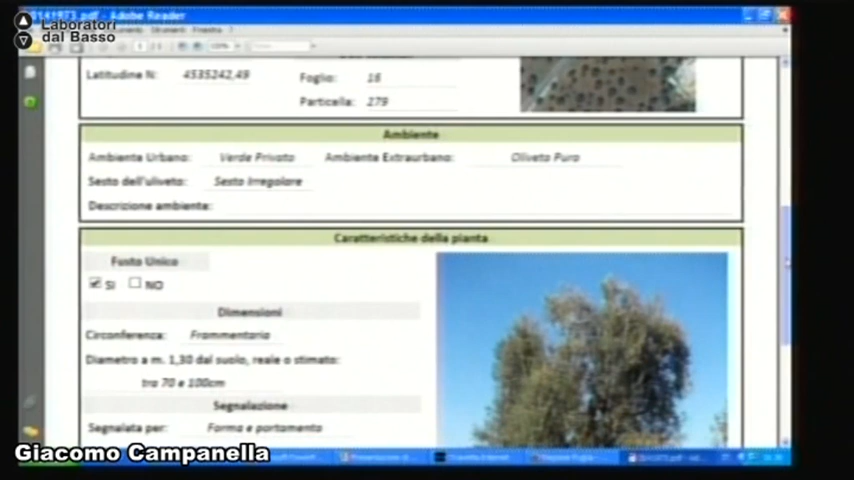 Laboratori
dal Basso
.pdf - Adobe Reader
Latitudine N: 4535242,49
Foglio: 16
Particella: 279
Ambiente
Ambiente Urbano: Verde Privato Ambiente Extraurbano: Oliveto Puro
Sesto dell'uliveto: Sesto Irregolare
Descrizione ambiente:
Caratteristiche della pianta
Fusto Unico
SI NO
Dimensioni
Circonferenza: Frammentario
Diametro a m. 1,30 dal suolo, reale o stimato:
tra 70 e 100cm
Segnalazione
Segnalata per: Forma e portamento
Giacomo Campanella